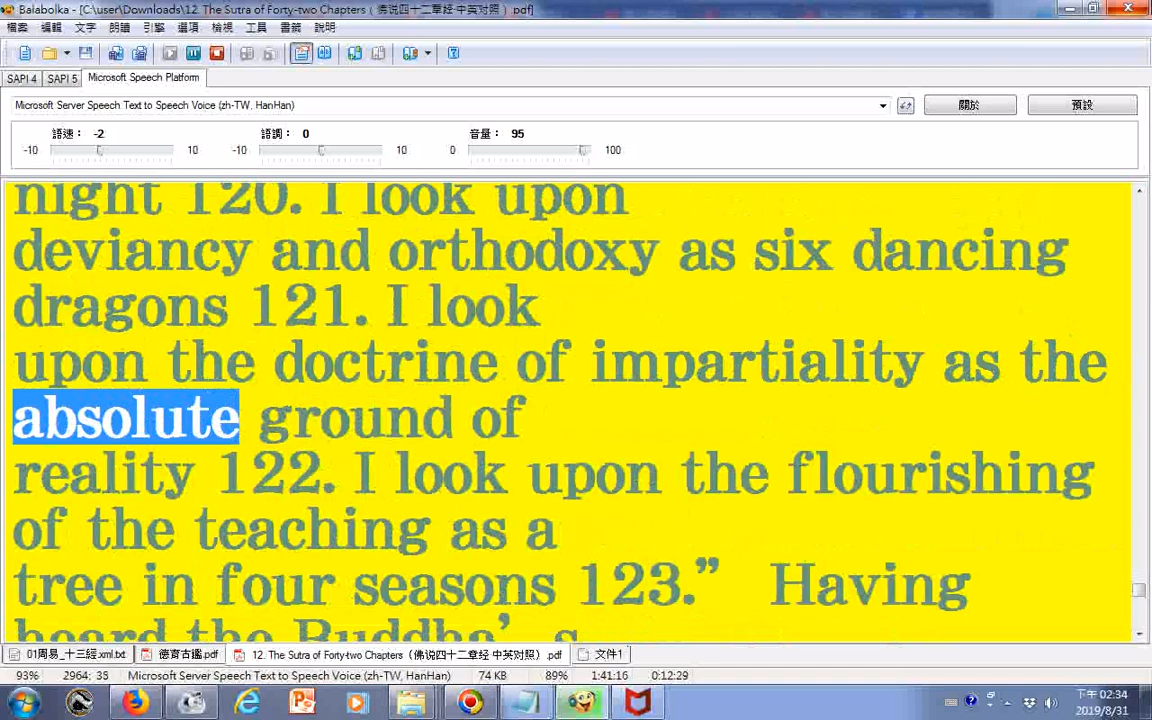 Balabolka - [C:\user\Downloads\12. The Sutra of Forty-two Chapters（佛说四十二章经·中英对照）.pdf]
檔案 編輯 文字 朗讀 引擎 選項 檢視 工具 書籤 說明
SAPI 4 SAPI 5 Microsoft Speech Platform
Microsoft Server Speech Text to Speech Voice (zh-TW, HanHan) 關於 預設
語速： -2 語調： 0 音量： 95
-10 10 -10 10 0 100
night 120. I look upon
deviancy and orthodoxy as six dancing
dragons 121. I look
upon the doctrine of impartiality as the
absolute ground of
reality 122. I look upon the flourishing
of the teaching as a
tree in four seasons 123.” Having
heard the Buddha’s
01周易_十三經.xml.txt 德育古鑑.pdf 12. The Sutra of Forty-two Chapters（佛说四十二章经·中英对照）.pdf 文件1
93% 2964; 35 Microsoft Server Speech Text to Speech Voice (zh-TW, HanHan) 74 KB 89% 1:41:16 0:12:29
下午 02:34
2019/8/31